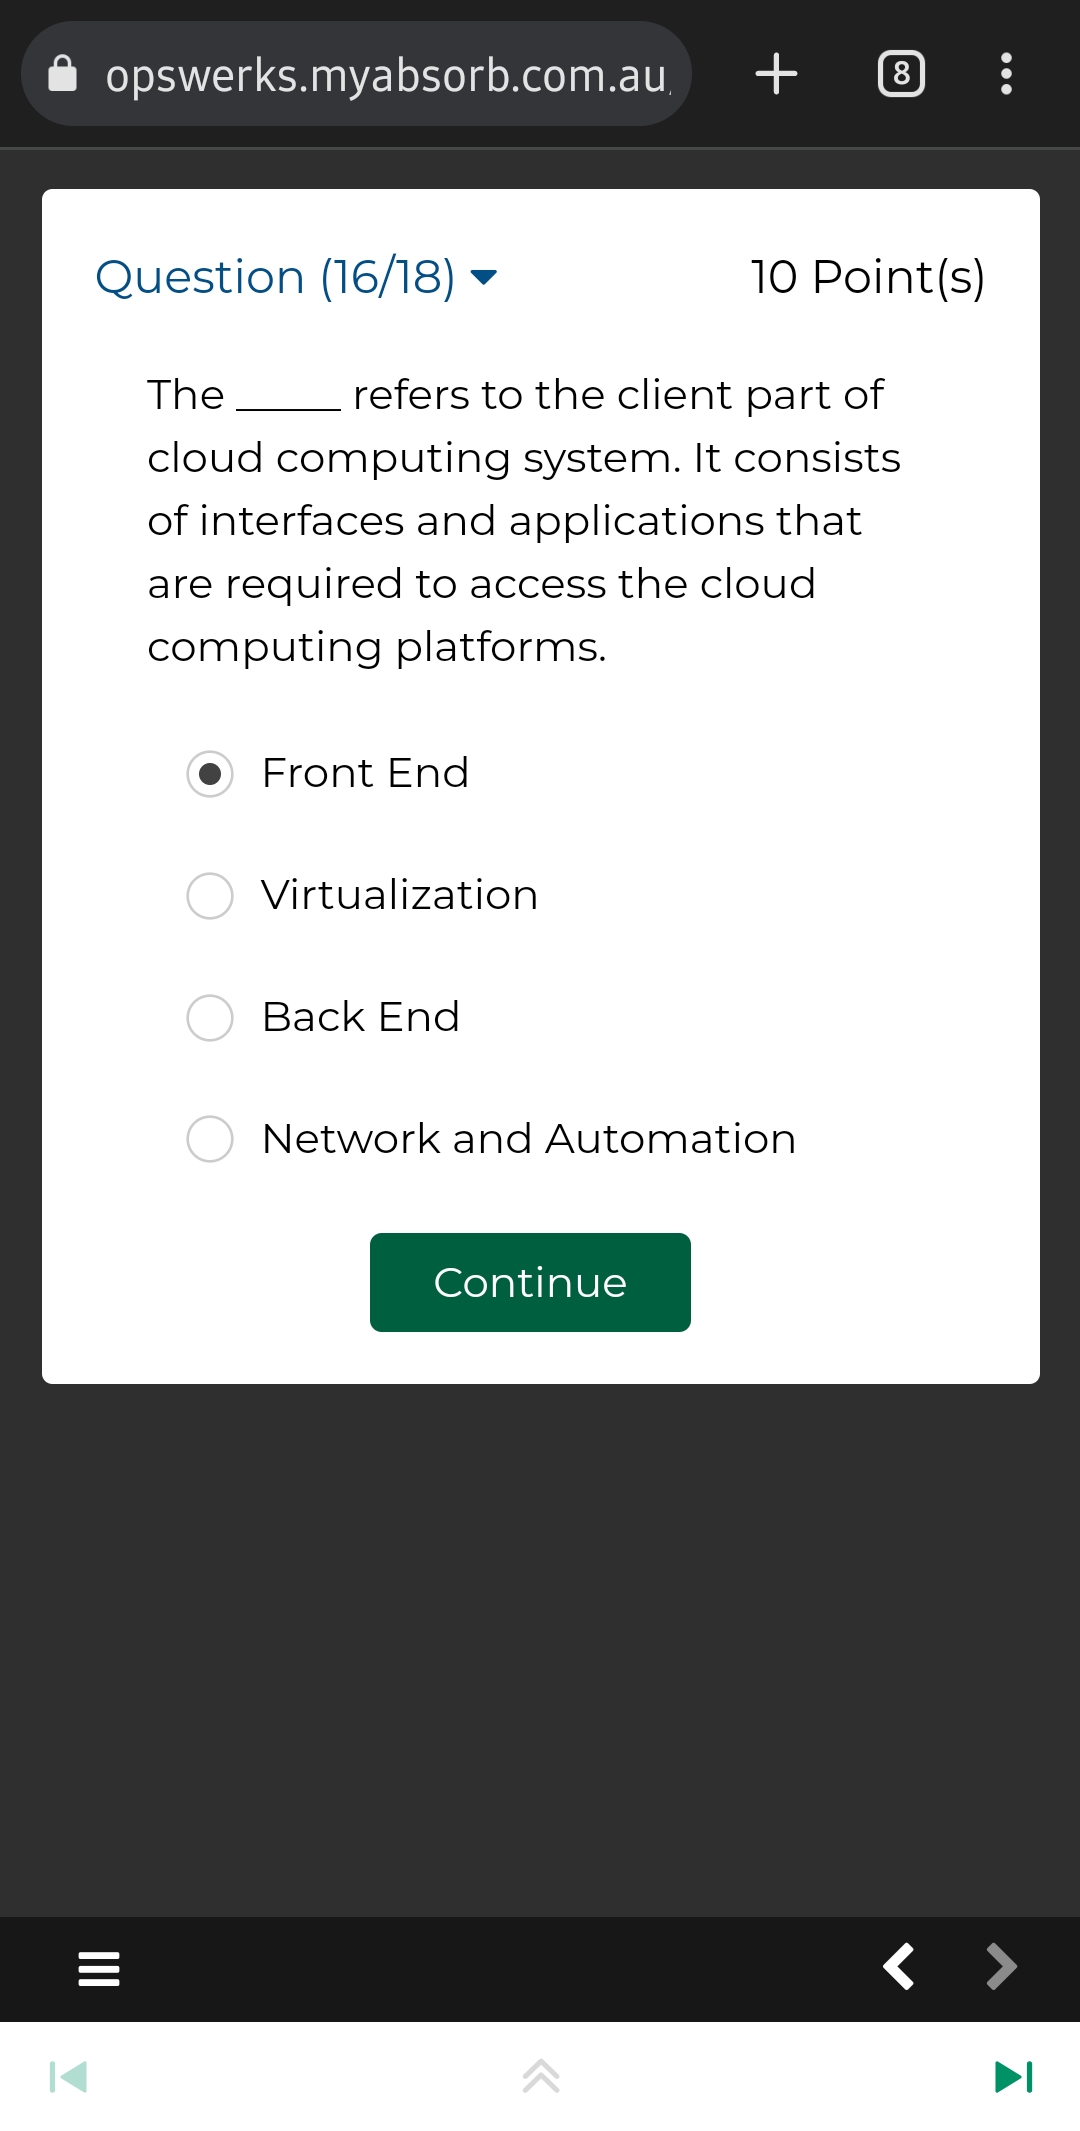 opswerks.myabsorb.com.au
8
Question (16/18)
10 Point(s)
The _____ refers to the client part of
cloud computing system. It consists
of interfaces and applications that
are required to access the cloud
computing platforms.
Front End
Virtualization
Back End
Network and Automation
Continue